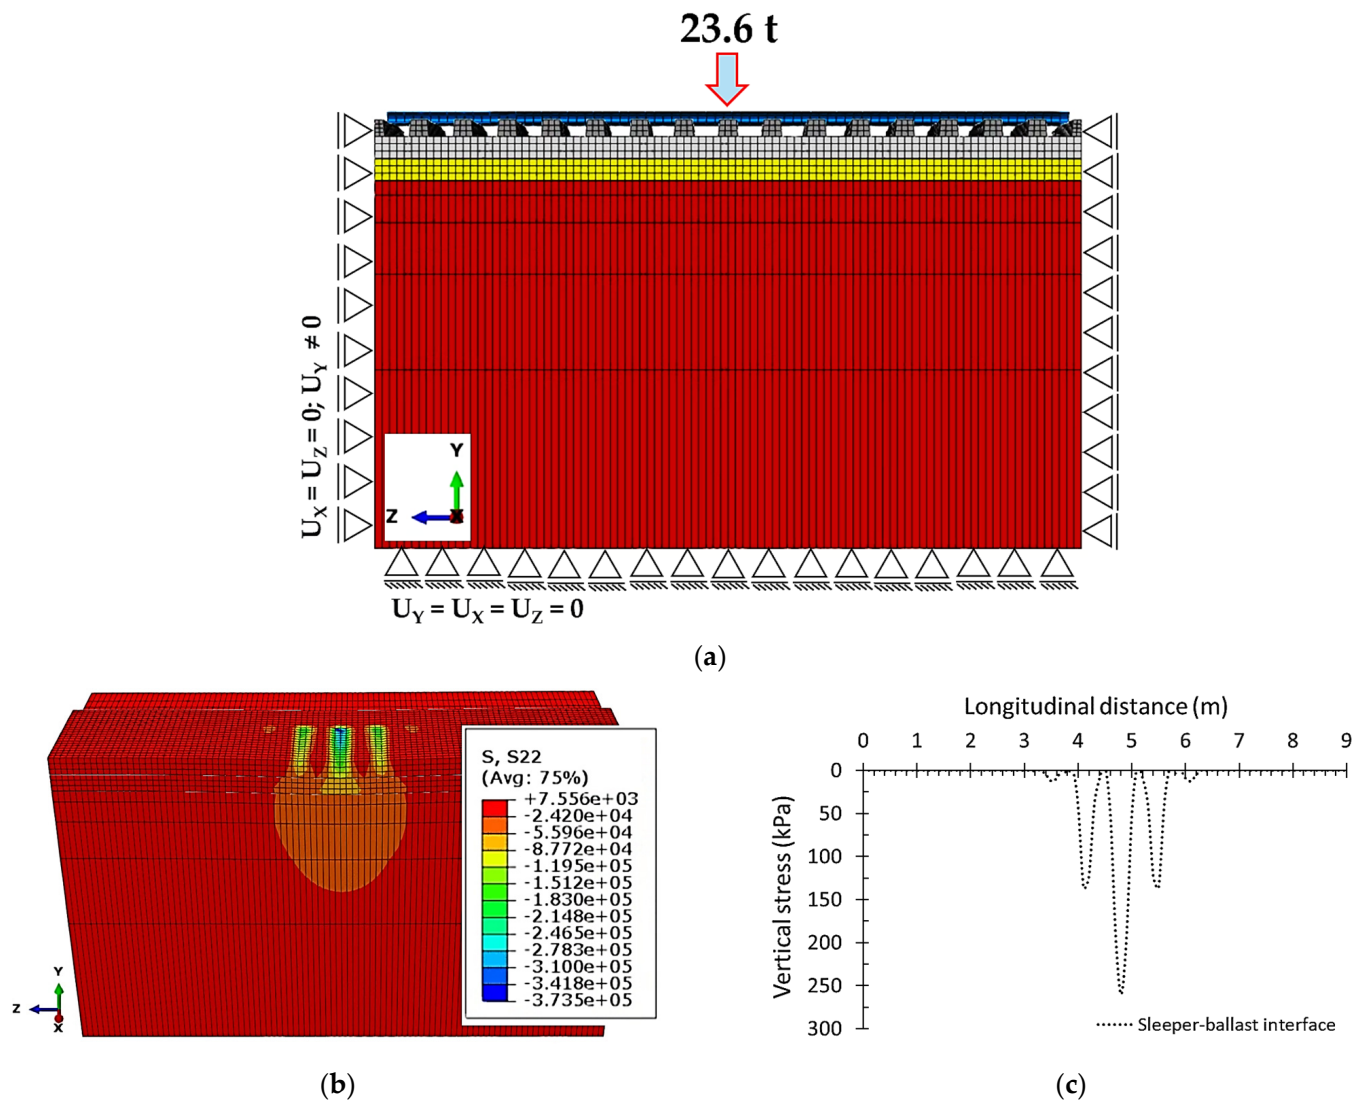 23.6 t
U_X = U_Z = 0; U_Y ≠ 0
Y
Z
X
U_Y = U_X = U_Z = 0
(a)
S, S22
(Avg: 75%)
+7.556e+03
-2.420e+04
-5.596e+04
-8.772e+04
-1.195e+05
-1.512e+05
-1.830e+05
-2.148e+05
-2.465e+05
-2.783e+05
-3.100e+05
-3.418e+05
-3.735e+05
Y
Z
X
(b)
Longitudinal distance (m)
0 1 2 3 4 5 6 7 8 9
Vertical stress (kPa)
0
50
100
150
200
250
300
Sleeper-ballast interface
(c)